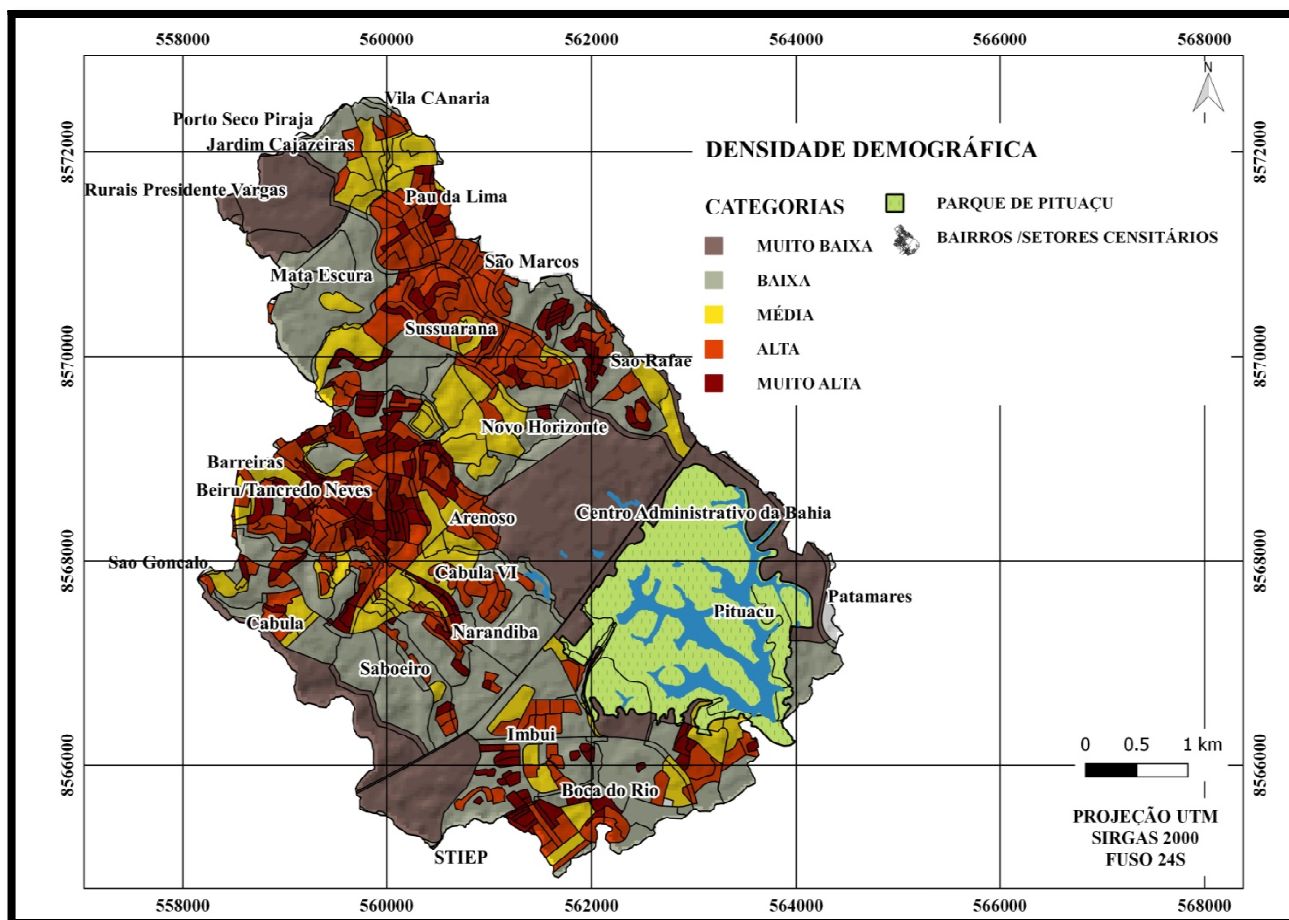 558000 560000 562000 564000 566000 568000
N
Vila CAnaria
Porto Seco Piraja
Jardim Cajazeiras
8572000
8572000
DENSIDADE DEMOGRÁFICA
Rurais Presidente Vargas
Pau da Lima
CATEGORIAS
PARQUE DE PITUAÇU
BAIRROS /SETORES CENSITÁRIOS
MUITO BAIXA
BAIXA
MÉDIA
ALTA
MUITO ALTA
São Marcos
Mata Escura
Sussuarana
8570000
8570000
Sao Rafae
Novo Horizonte
Barreiras
Beiru/Tancredo Neves
Arenoso
Centro Administrativo da Bahia
8568000
8568000
Sao Goncalo
Cabula VI
Patamares
Pituacu
Cabula
Narandiba
Saboeiro
Imbui
0 0.5 1 km
8566000
8566000
Boca do Rio
PROJEÇÃO UTM
SIRGAS 2000
FUSO 24S
STIEP
558000 560000 562000 564000 566000 568000